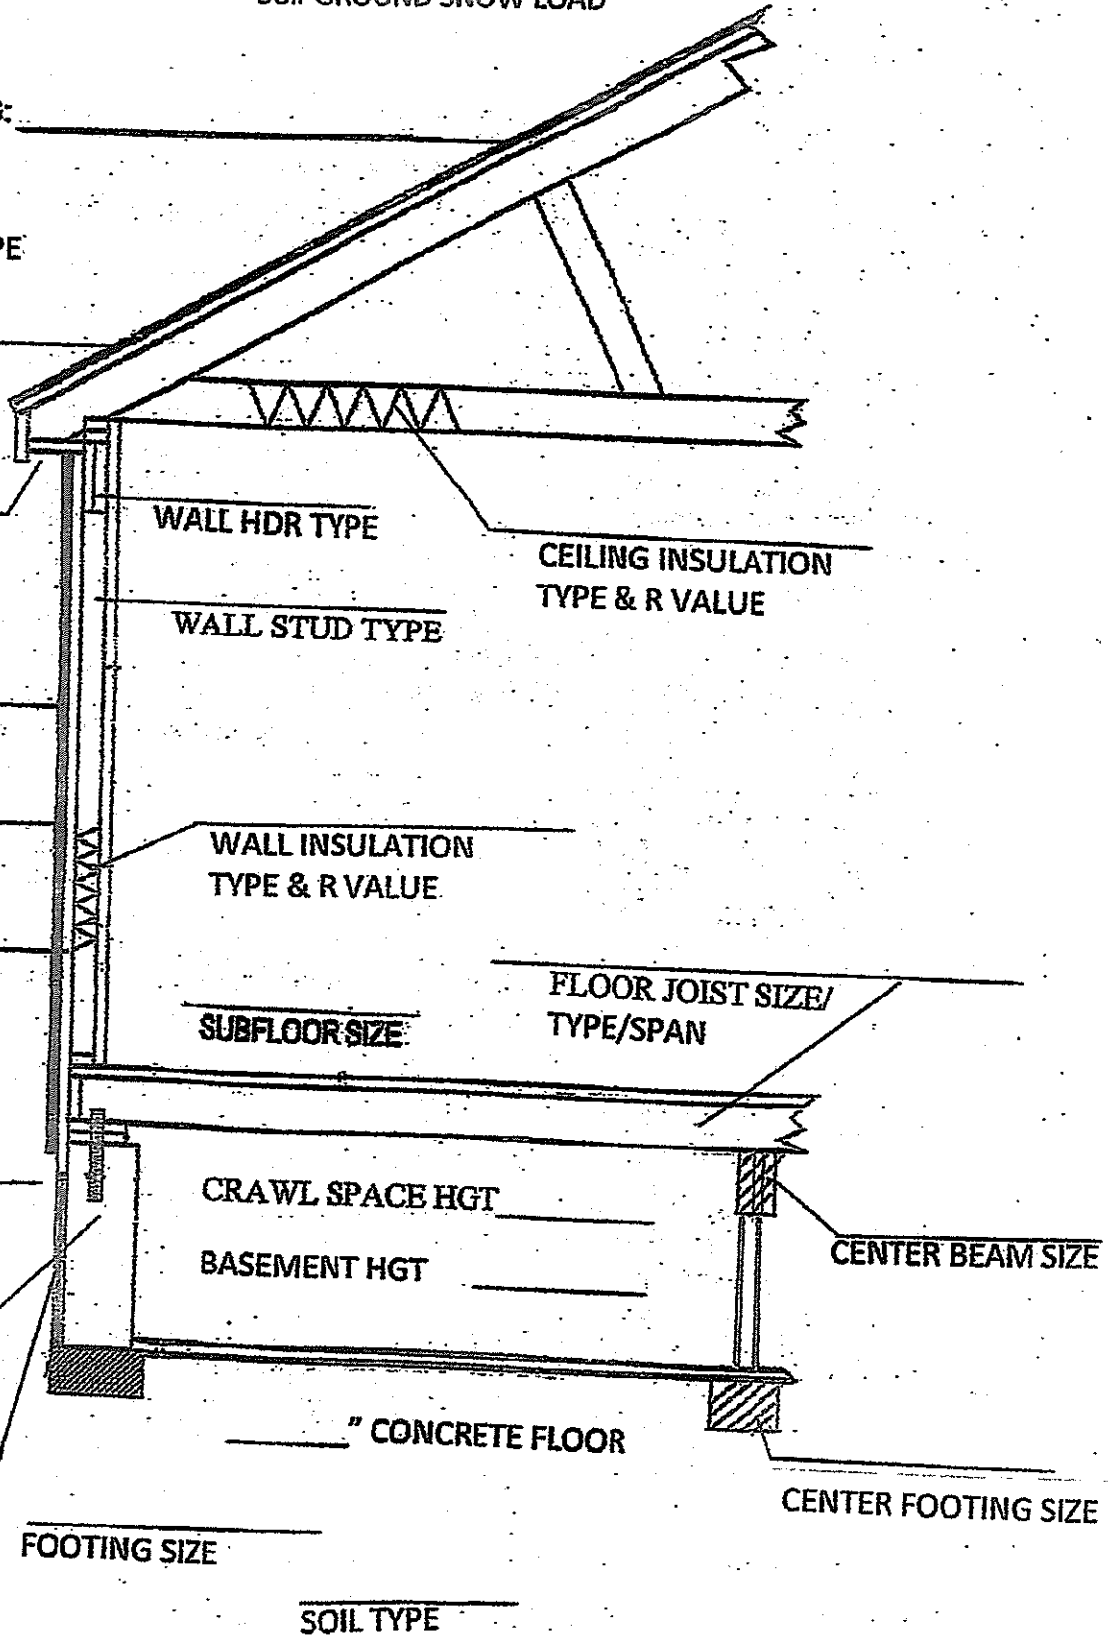 GROUND SNOW LOAD
PE
WALL HDR TYPE
CEILING INSULATION
TYPE & R VALUE
WALL STUD TYPE
WALL INSULATION
TYPE & R VALUE
FLOOR JOIST SIZE/
TYPE/SPAN
SUBFLOOR SIZE
CRAWL SPACE HGT
BASEMENT HGT
CENTER BEAM SIZE
" CONCRETE FLOOR
CENTER FOOTING SIZE
FOOTING SIZE
SOIL TYPE